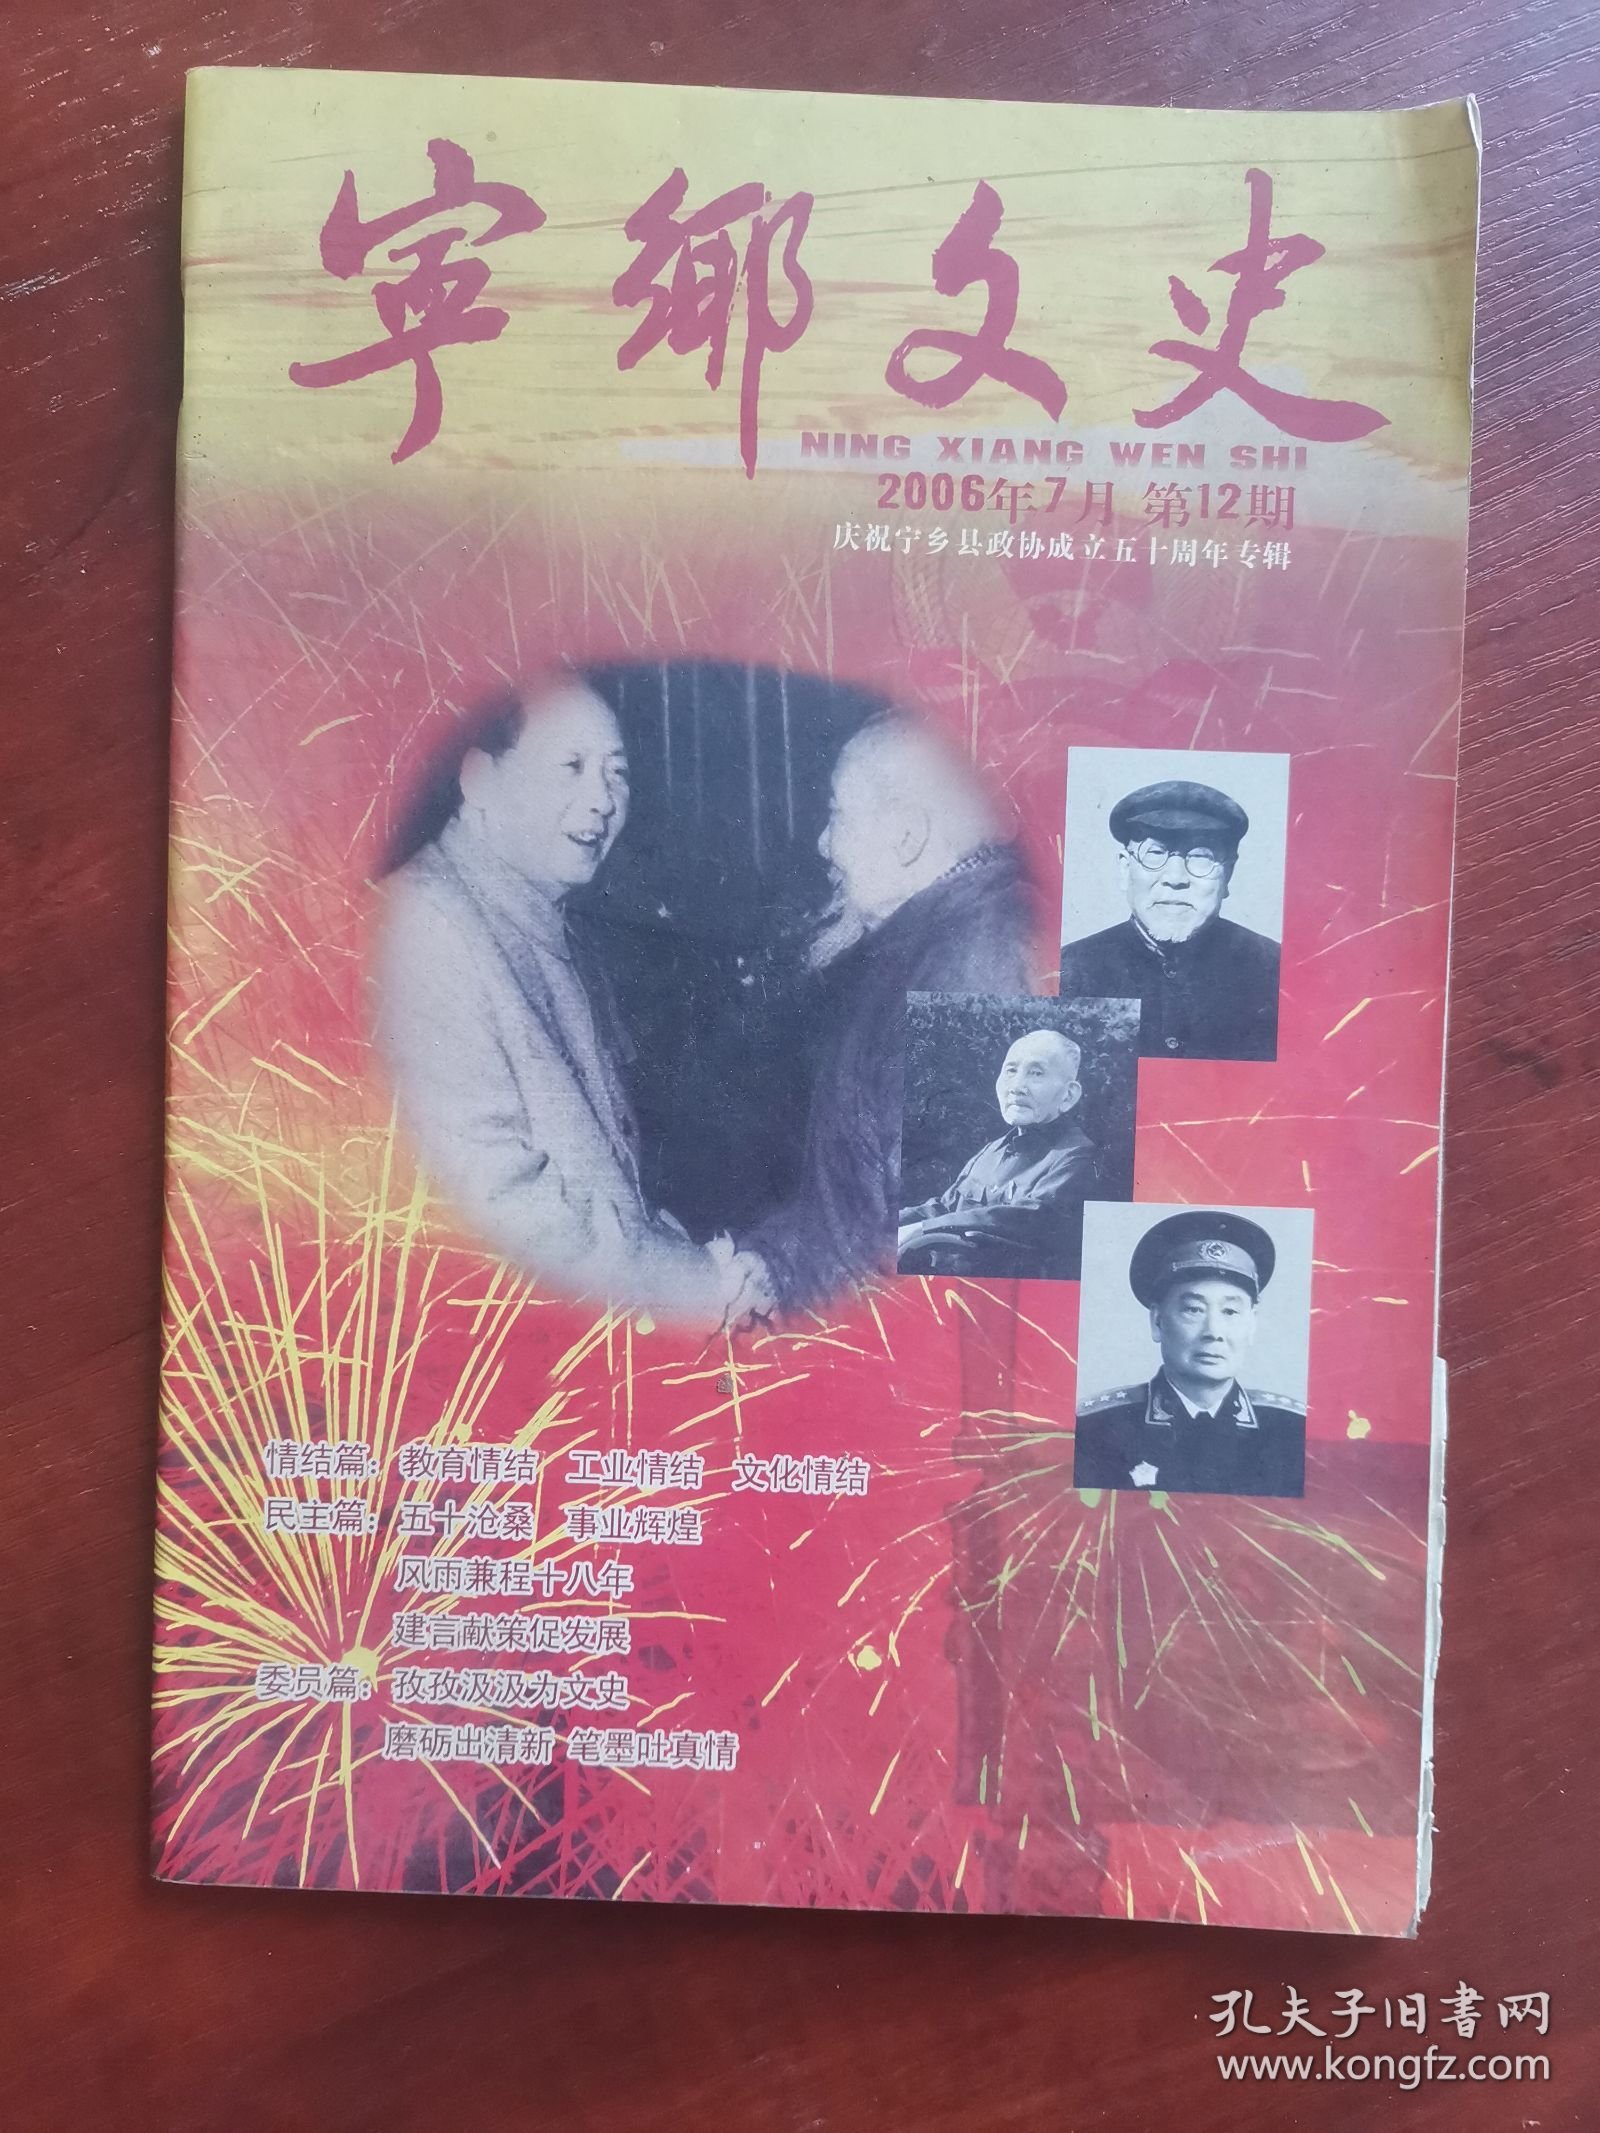 寧鄉文史
NING XIANG WEN SHI
2006年7月 第12期
庆祝宁乡县政协成立五十周年专辑
情结篇：教育情结 工业情结 文化情结
民主篇：五十沧桑 事业辉煌
风雨兼程十八年
建言献策促发展
委员篇：孜孜汲汲为文史
磨砺出清新 笔墨吐真情
孔夫子旧书网
www.kongfz.com